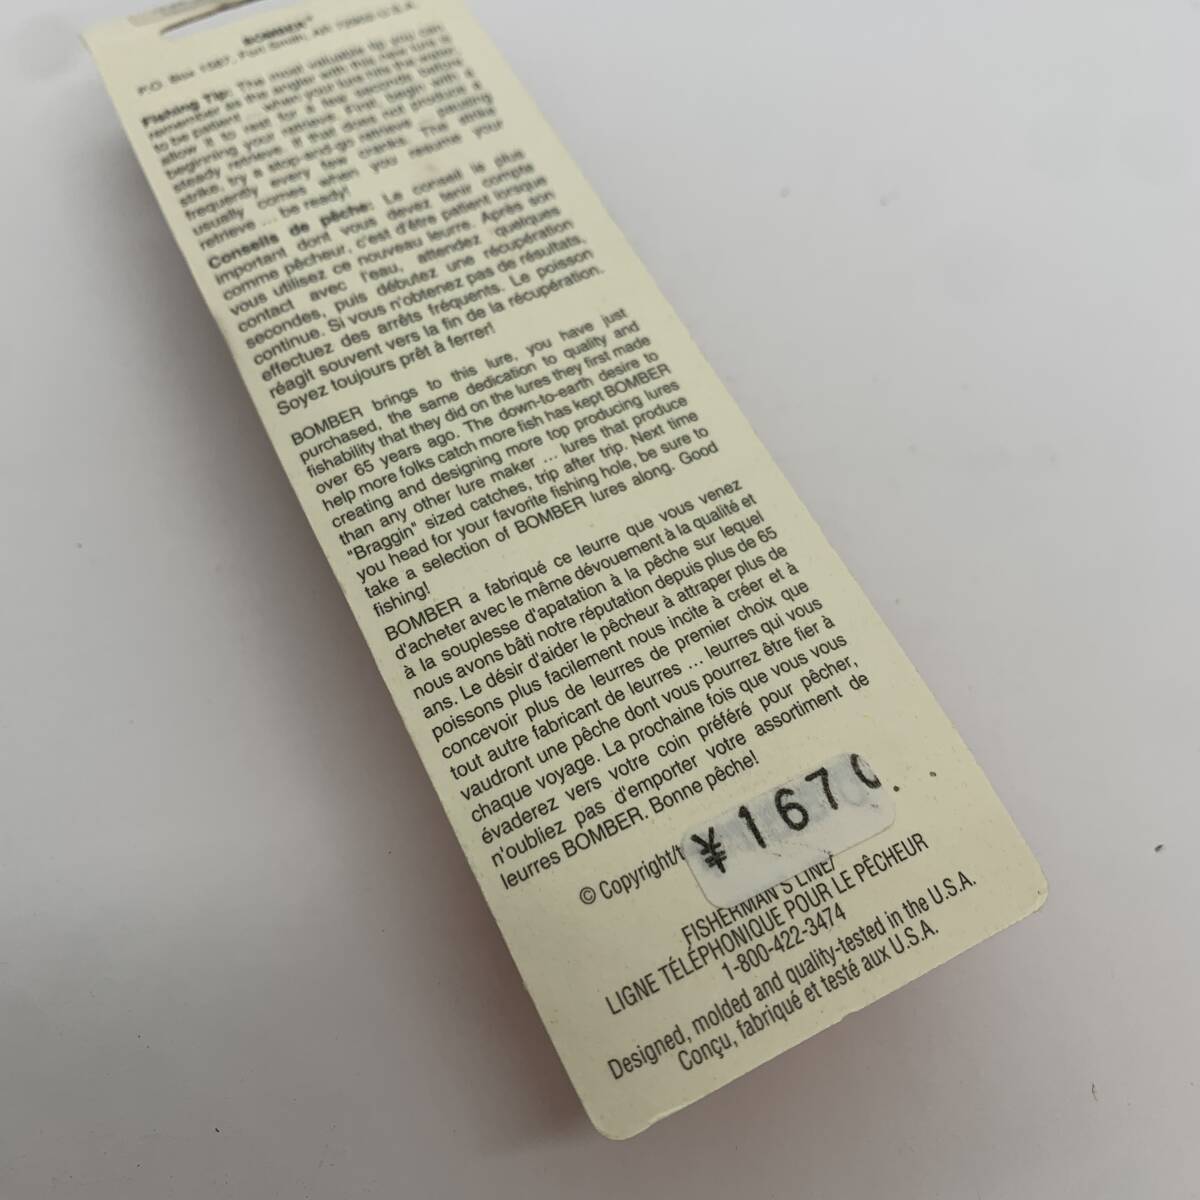 BOMBER®
P.O. Box 1587, Fort Smith, AR 72902 U.S.A.
Fishing Tip: The most valuable tip you can
remember as the angler with this new lure is
to be patient ... when your lure hits the water,
allow it to rest for a few seconds before
beginning your retrieve. First, begin with a
steady retrieve. If that does not produce a
strike, try a stop-and-go retrieve ... pausing
frequently every few cranks. The strike
usually comes when you resume your
retrieve ... be ready!
Conseils de pêche: Le conseil le plus
important dont vous devez tenir compte
comme pêcheur, c'est d'être patient lorsque
vous utilisez ce nouveau leurre. Après son
contact avec l'eau, attendez quelques
secondes, puis débutez une récupération
continue. Si vous n'obtenez pas de résultats,
effectuez des arrêts fréquents. Le poisson
réagit souvent vers la fin de la récupération.
Soyez toujours prêt à ferrer!
BOMBER brings to this lure, you have just
purchased, the same dedication to quality and
fishability that they did on the lures they first made
over 65 years ago. The down-to-earth desire to
help more folks catch more fish has kept BOMBER
creating and designing more top producing lures
than any other lure maker ... lures that produce
"Braggin" sized catches, trip after trip. Next time
you head for your favorite fishing hole, be sure to
take a selection of BOMBER lures along. Good
fishing!
BOMBER a fabriqué ce leurre que vous venez
d'acheter avec le même dévouement à la qualité et
à la souplesse d'apatation à la pêche sur lequel
nous avons bâti notre réputation depuis plus de 65
ans. Le désir d'aider le pêcheur à attraper plus de
poissons plus facilement nous incite à créer et à
concevoir plus de leurres de premier choix que
tout autre fabricant de leurres ... leurres qui vous
vaudront une pêche dont vous pourrez être fier à
chaque voyage. La prochaine fois que vous vous
évaderez vers votre coin préféré pour pêcher,
n'oubliez pas d'emporter votre assortiment de
leurres BOMBER. Bonne pêche!
¥1670
© Copyright/
FISHERMAN'S LINE/
LIGNE TÉLÉPHONIQUE POUR LE PÊCHEUR
1-800-422-3474
Designed, molded and quality-tested in the U.S.A.
Conçu, fabriqué et testé aux U.S.A.